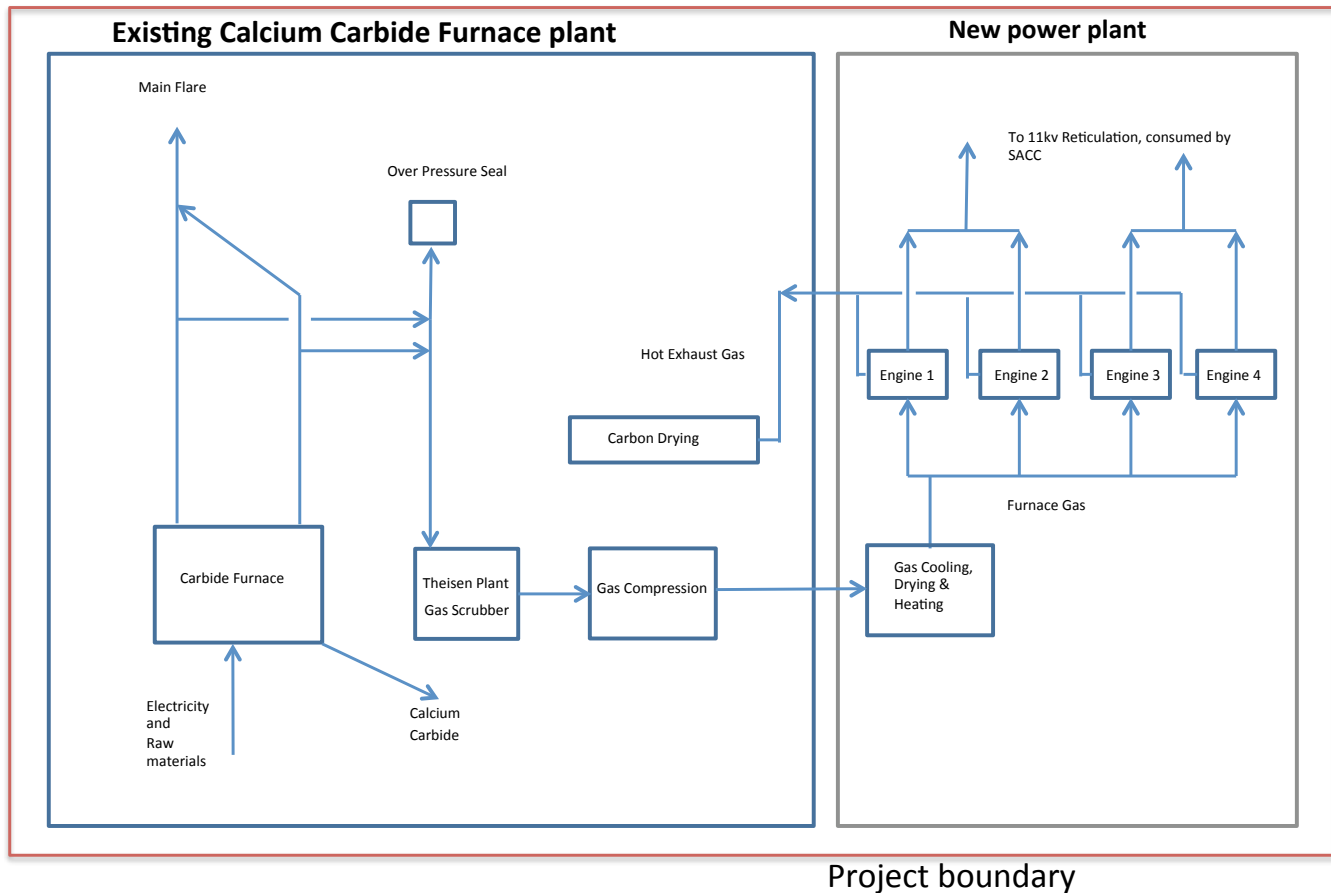 Existing Calcium Carbide Furnace plant
New power plant
Main Flare
To 11kv Reticulation, consumed by
SACC
Over Pressure Seal
Hot Exhaust Gas
Engine 1
Engine 2
Engine 3
Engine 4
Carbon Drying
Furnace Gas
Carbide Furnace
Theisen Plant
Gas Scrubber
Gas Compression
Gas Cooling,
Drying &
Heating
Electricity
and
Raw
materials
Calcium
Carbide
Project boundary